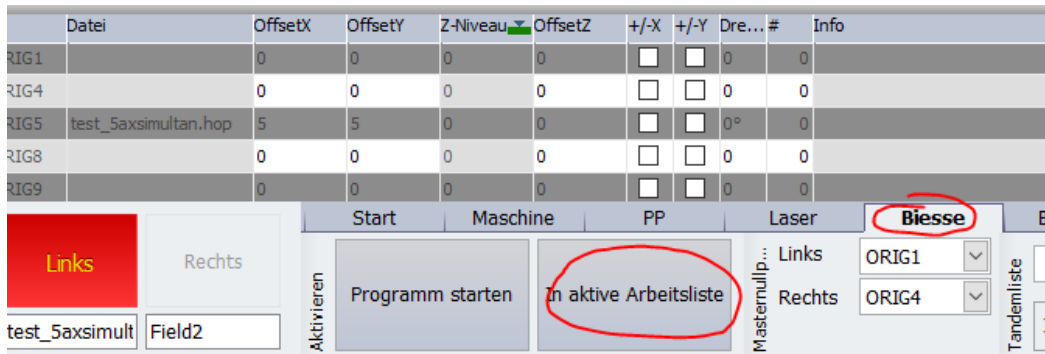 Datei OffsetX OffsetY Z-Niveau OffsetZ +/-X +/-Y Dre... # Info
RIG1 0 0 0 0 0 0
RIG4 0 0 0 0 0 0
RIG5 test_5axsimultan.hop 5 5 0 0 0° 0
RIG8 0 0 0 0 0 0
RIG9 0 0 0 0 0 0
Start Maschine PP Laser Biesse
Links Rechts
Aktivieren
Programm starten In aktive Arbeitsliste
Masternullp...
Links ORIG1
Rechts ORIG4
Tandemliste
test_5axsimult Field2